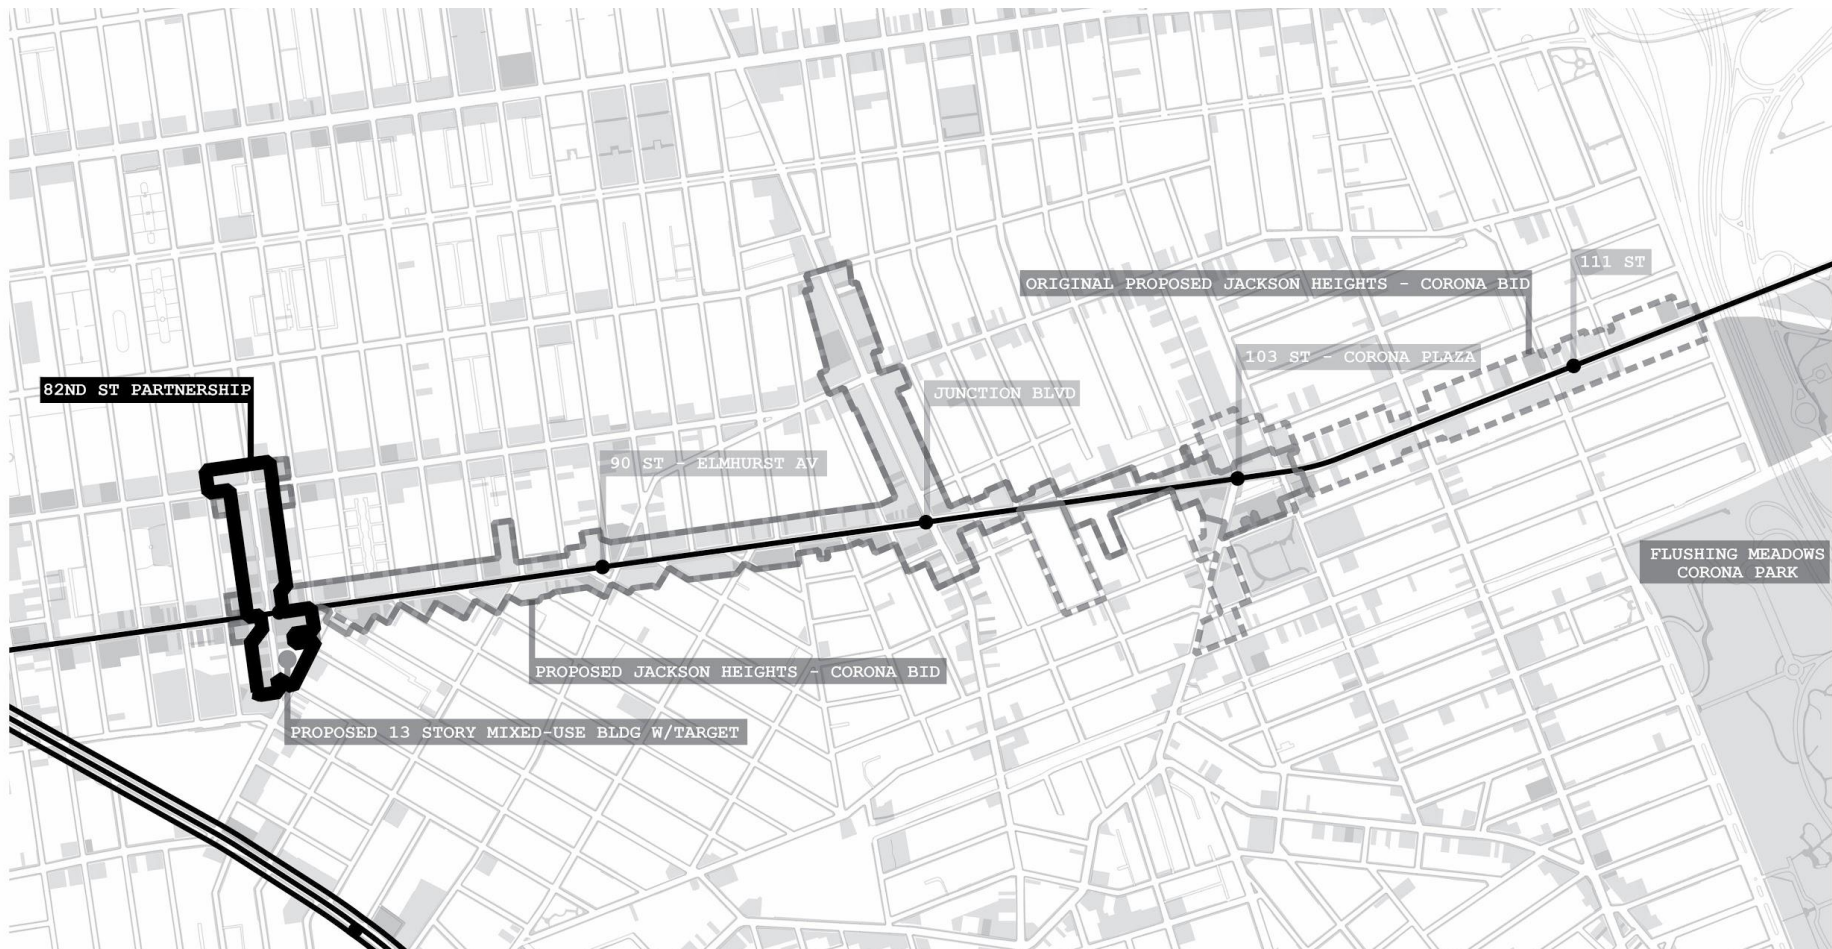 111 ST
ORIGINAL PROPOSED JACKSON HEIGHTS - CORONA BID
103 ST - CORONA PLAZA
82ND ST PARTNERSHIP
JUNCTION BLVD
90 ST - ELMHURST AV
FLUSHING MEADOWS
CORONA PARK
PROPOSED JACKSON HEIGHTS - CORONA BID
PROPOSED 13 STORY MIXED-USE BLDG W/TARGET